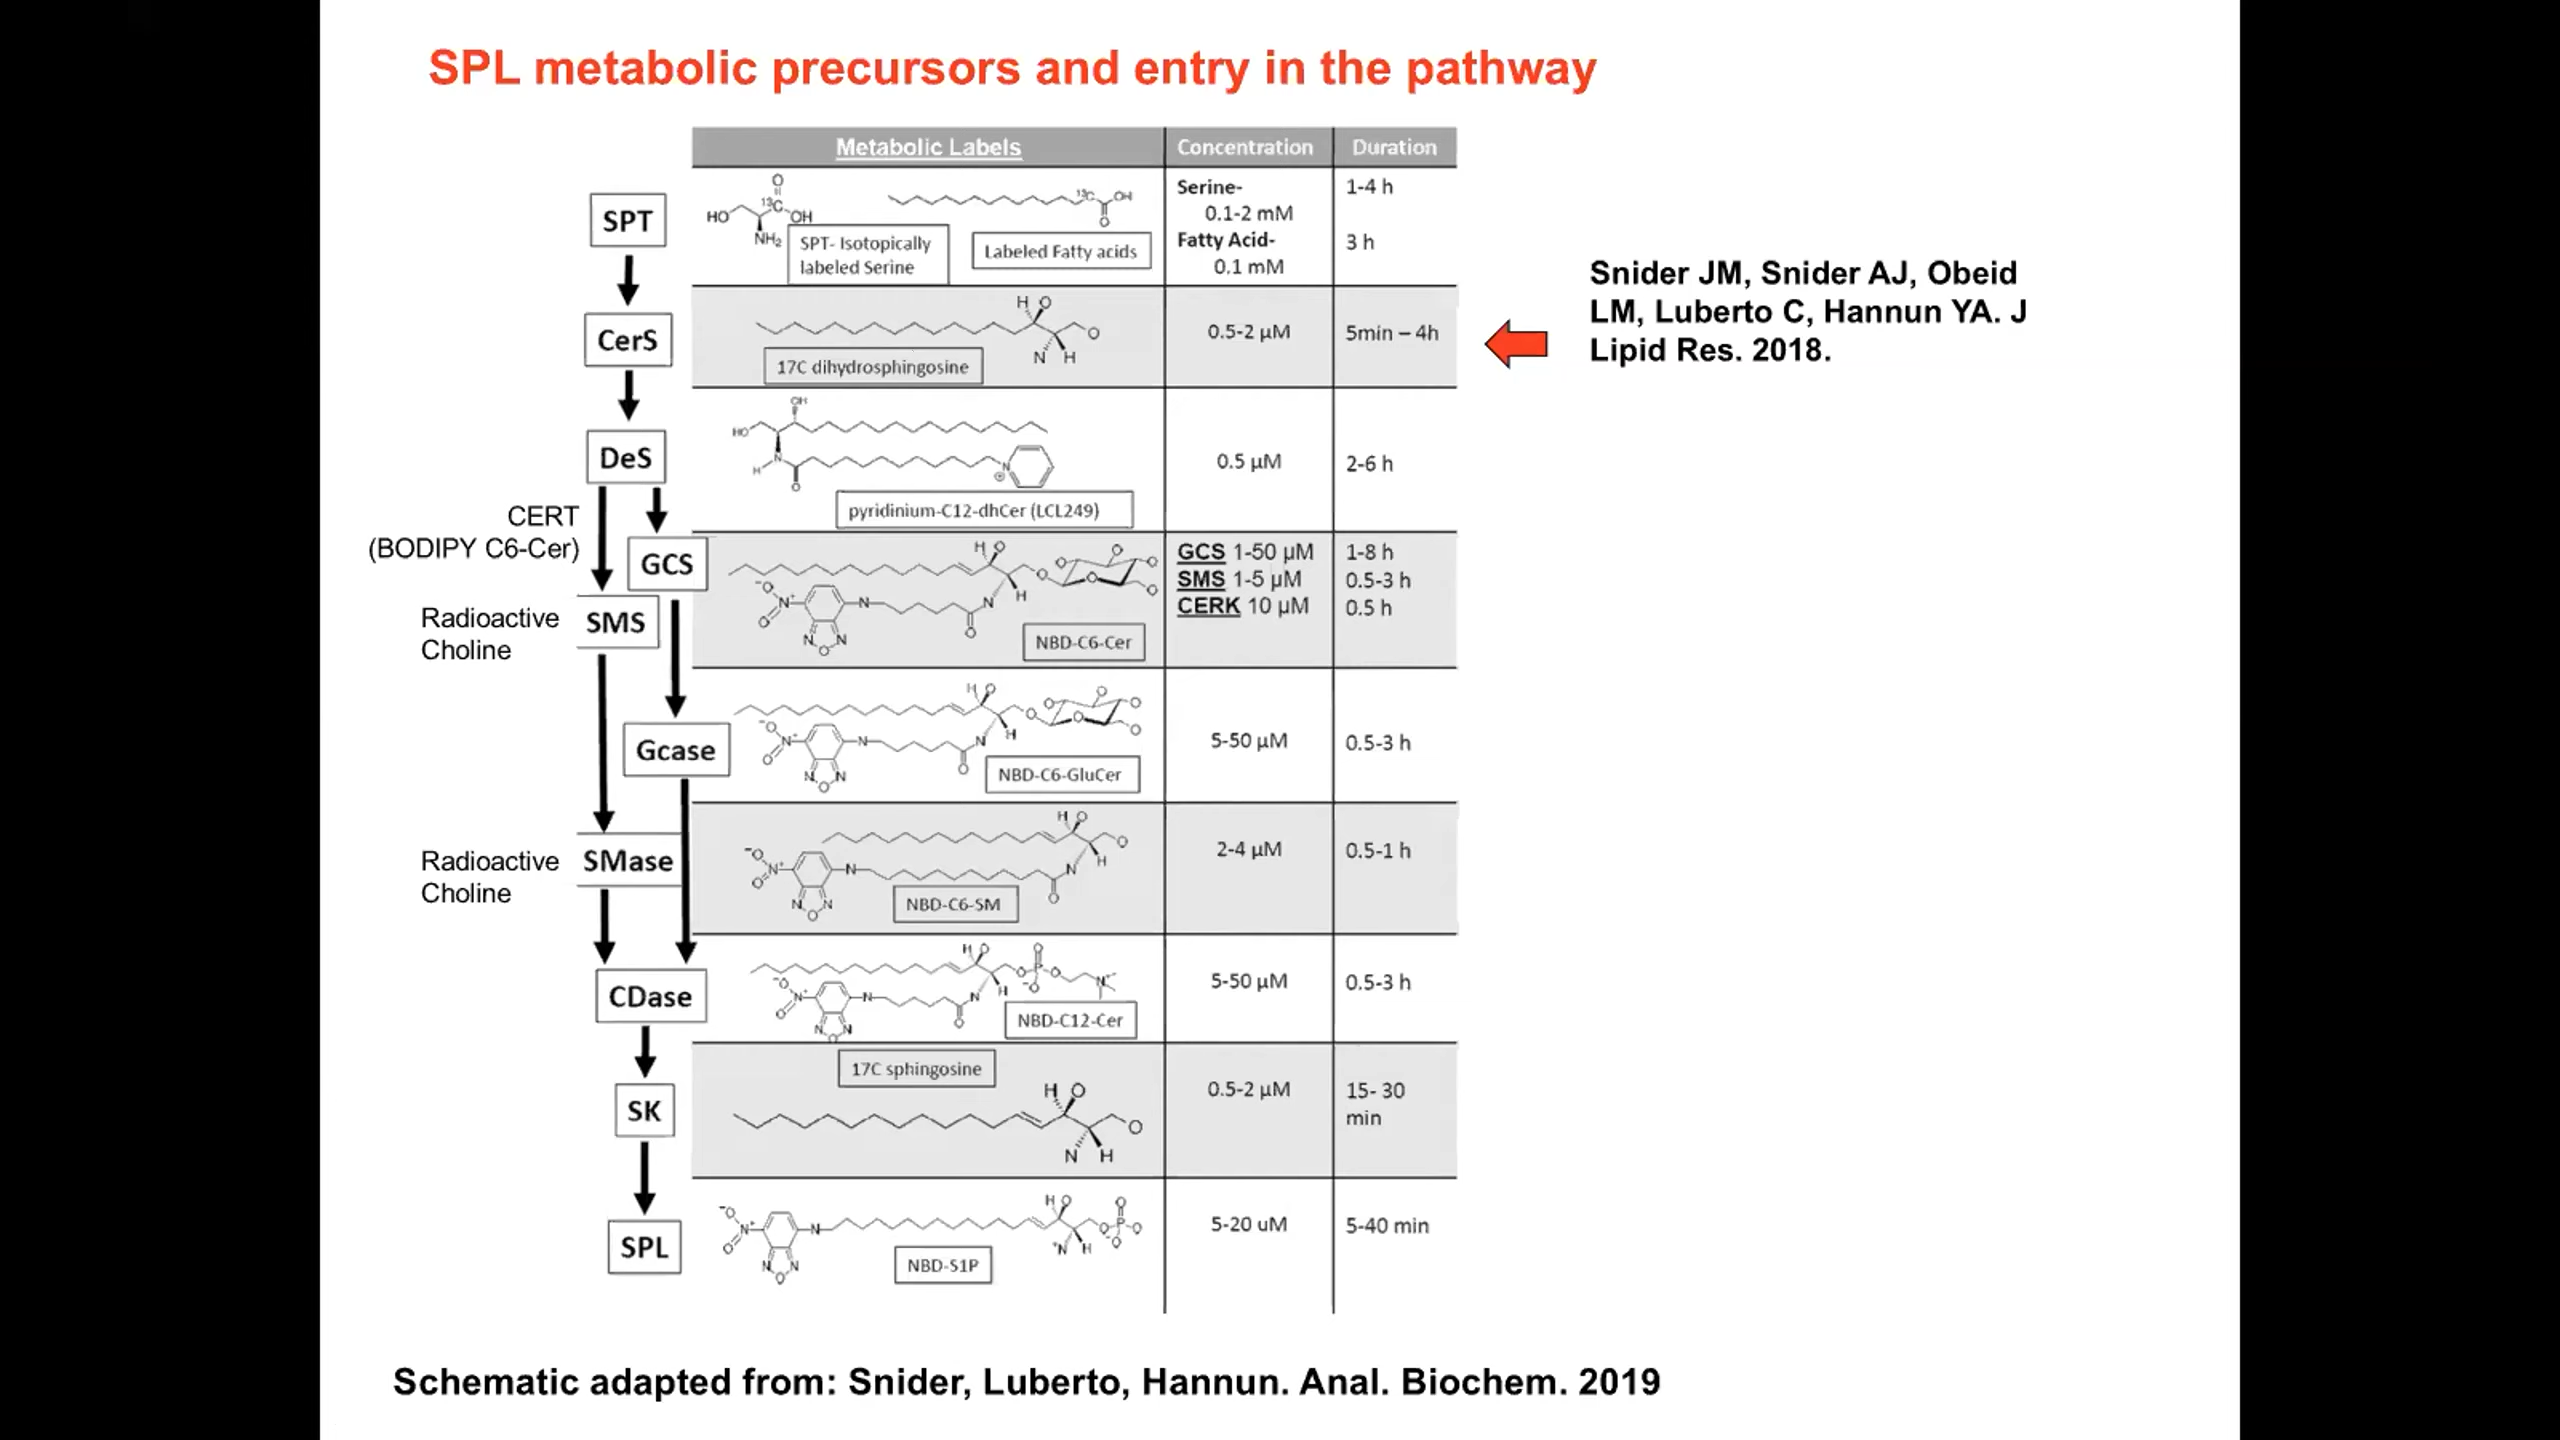 SPL metabolic precursors and entry in the pathway
Metabolic Labels Concentration Duration
SPT
HO
O
13C
OH
NH2
SPT- Isotopically
labeled Serine
13C
OH
O
Labeled Fatty acids
Serine-
0.1-2 mM
Fatty Acid-
0.1 mM
1-4 h
3 h
CerS
H O
O
N H
17C dihydrosphingosine
0.5-2 µM
5min – 4h
Snider JM, Snider AJ, Obeid
LM, Luberto C, Hannun YA. J
Lipid Res. 2018.
DeS
OH
HO
H
N
O
N
⊕
pyridinium-C12-dhCer (LCL249)
0.5 µM
2-6 h
CERT
(BODIPY C6-Cer)
GCS
H O
O
O
O
O
O
O
H
N
O
N
N+
-O
O
N N
O
NBD-C6-Cer
GCS 1-50 µM
SMS 1-5 µM
CERK 10 µM
1-8 h
0.5-3 h
0.5 h
Radioactive
Choline
SMS
Gcase
H O
O
O
O
O
O
O
H
N
O
N
N+
-O
O
N N
O
NBD-C6-GluCer
5-50 µM
0.5-3 h
Radioactive
Choline
SMase
H O
O
H
N
O
N
N+
-O
O
N N
O
NBD-C6-SM
2-4 µM
0.5-1 h
CDase
H O
O
O
P
O
-O
N+
H
N
O
N
N+
-O
O
N N
O
NBD-C12-Cer
5-50 µM
0.5-3 h
SK
17C sphingosine
H O
O
N H
0.5-2 µM
15- 30
min
SPL
-O
N+
O
N
N N
O
H O
O
O
P
O
-O
+N H
NBD-S1P
5-20 uM
5-40 min
Schematic adapted from: Snider, Luberto, Hannun. Anal. Biochem. 2019